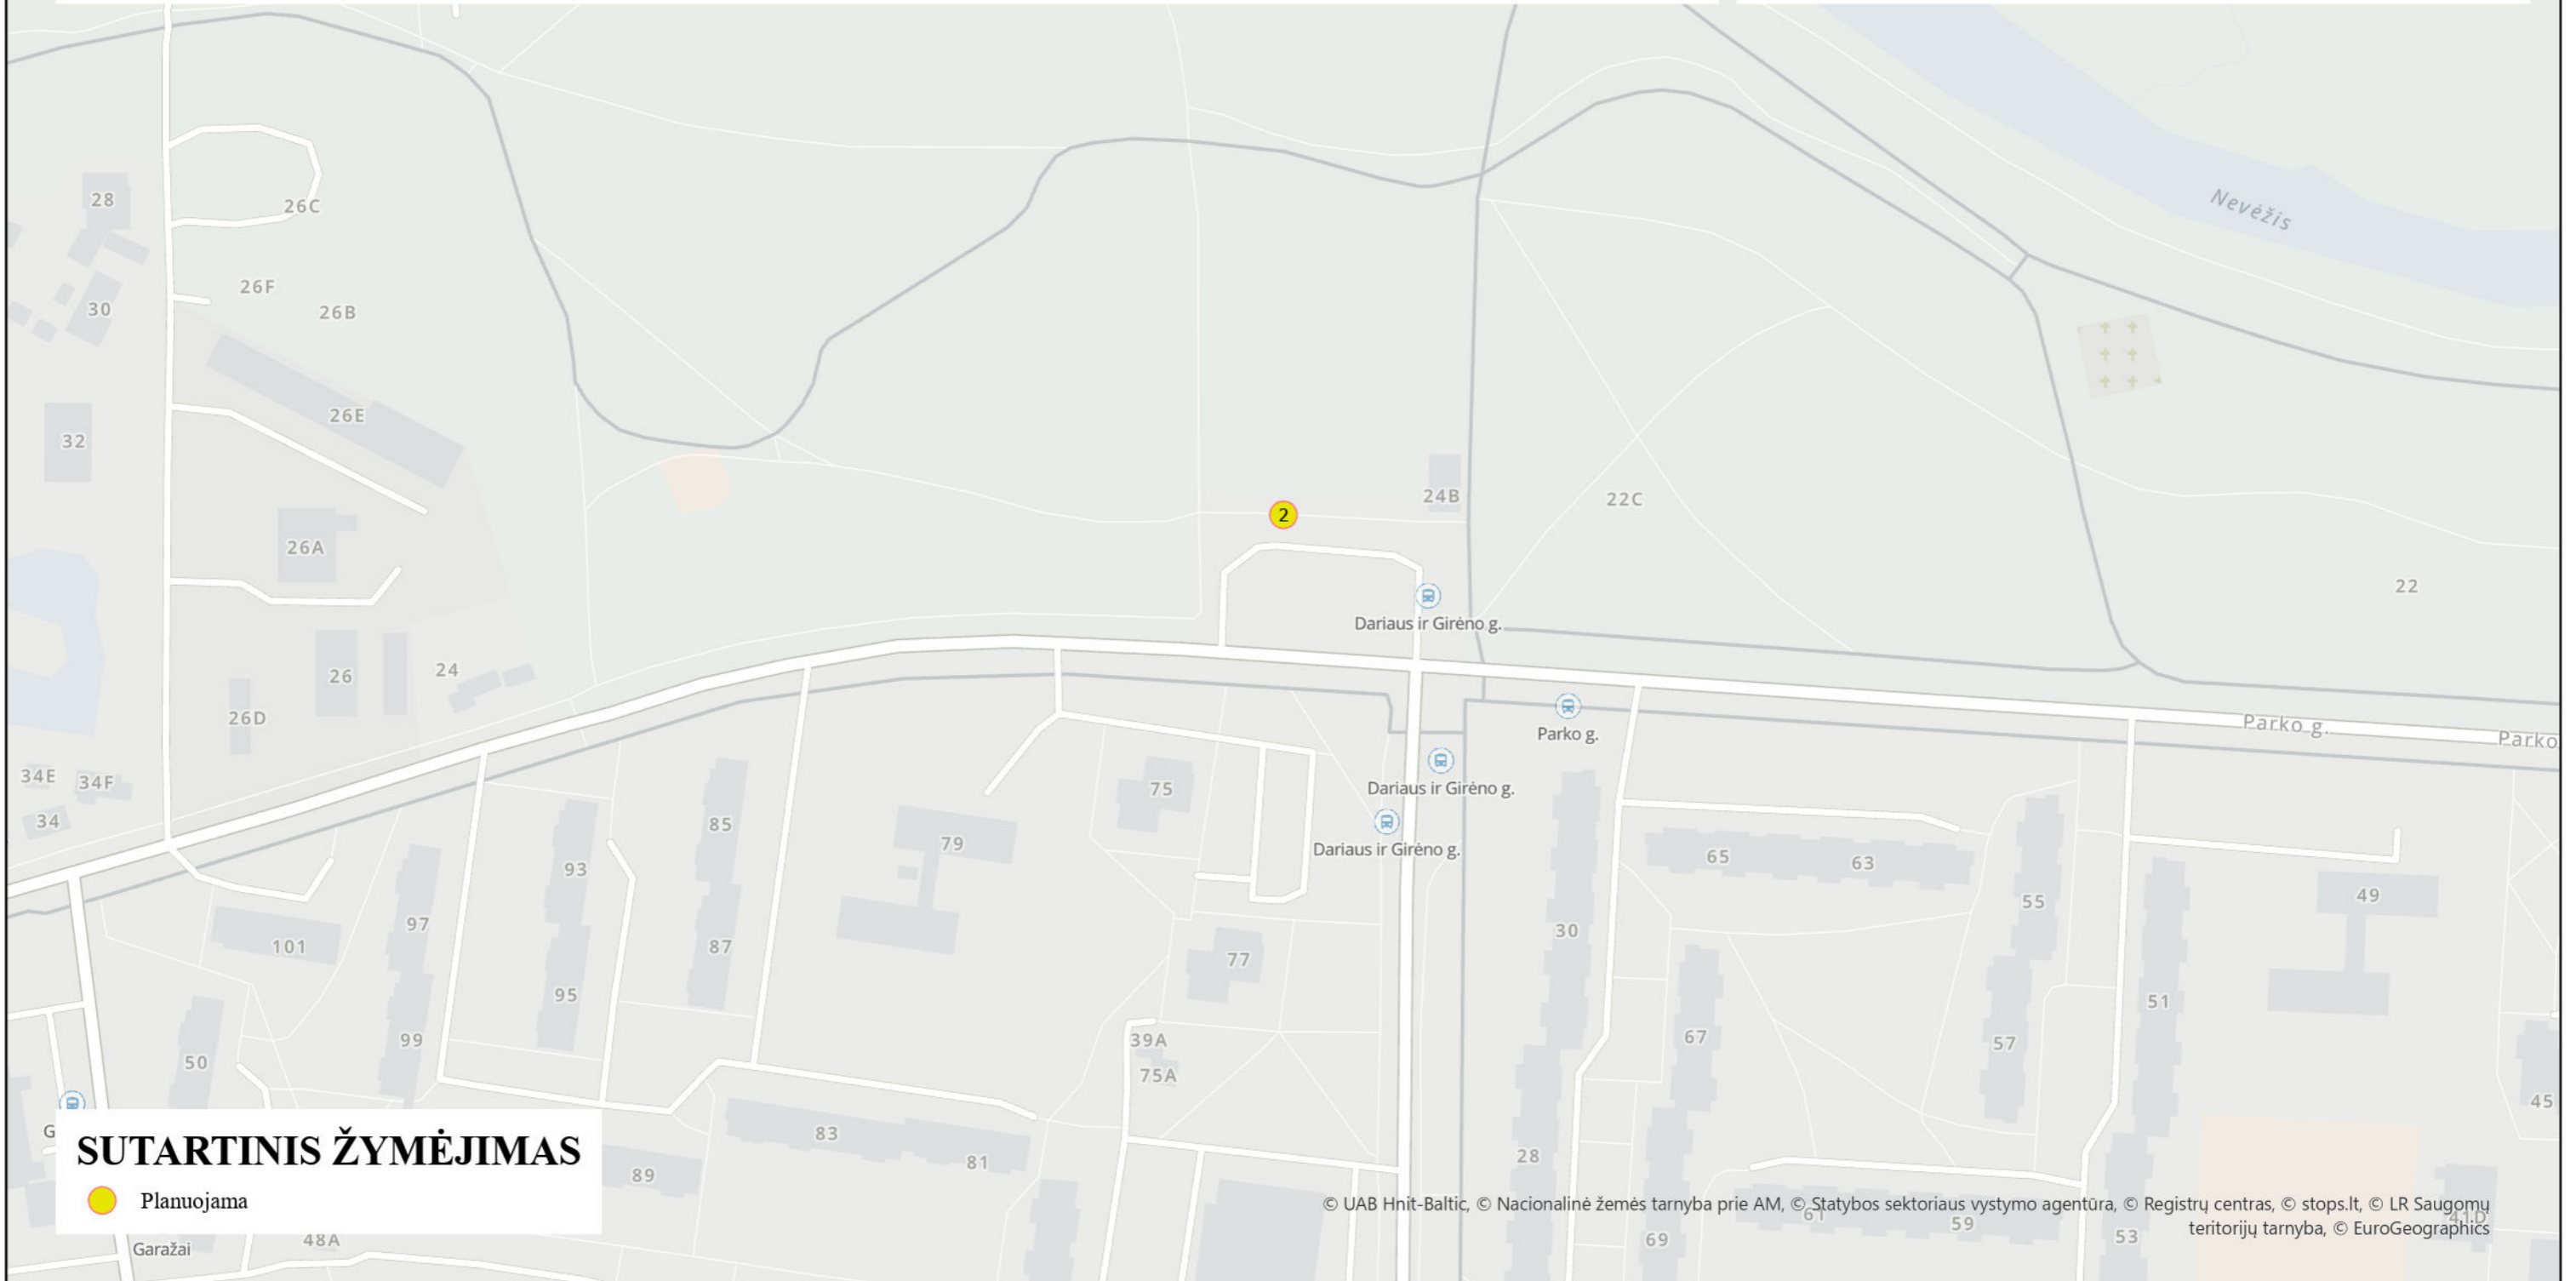 28
26C
Nevėžis
26F
30
26B
26E
32
24B
22C
2
26A
22
Dariaus ir Girėno g.
24
26
26D
Parko g.
Parko
Parko g.
34E
34F
75
Dariaus ir Girėno g.
34
85
79
Dariaus ir Girėno g.
65
63
93
49
55
97
30
101
87
77
95
51
99
39A
67
57
50
75A
45
G
83
SUTARTINIS ŽYMĖJIMAS
81
28
89
Planuojama
© UAB Hnit-Baltic, © Nacionalinė žemės tarnyba prie AM, © Statybos sektoriaus vystymo agentūra, © Registrų centras, © stops.lt, © LR Saugomų
61
59
41D
teritorijų tarnyba, © EuroGeographics
48A
69
53
Garažai